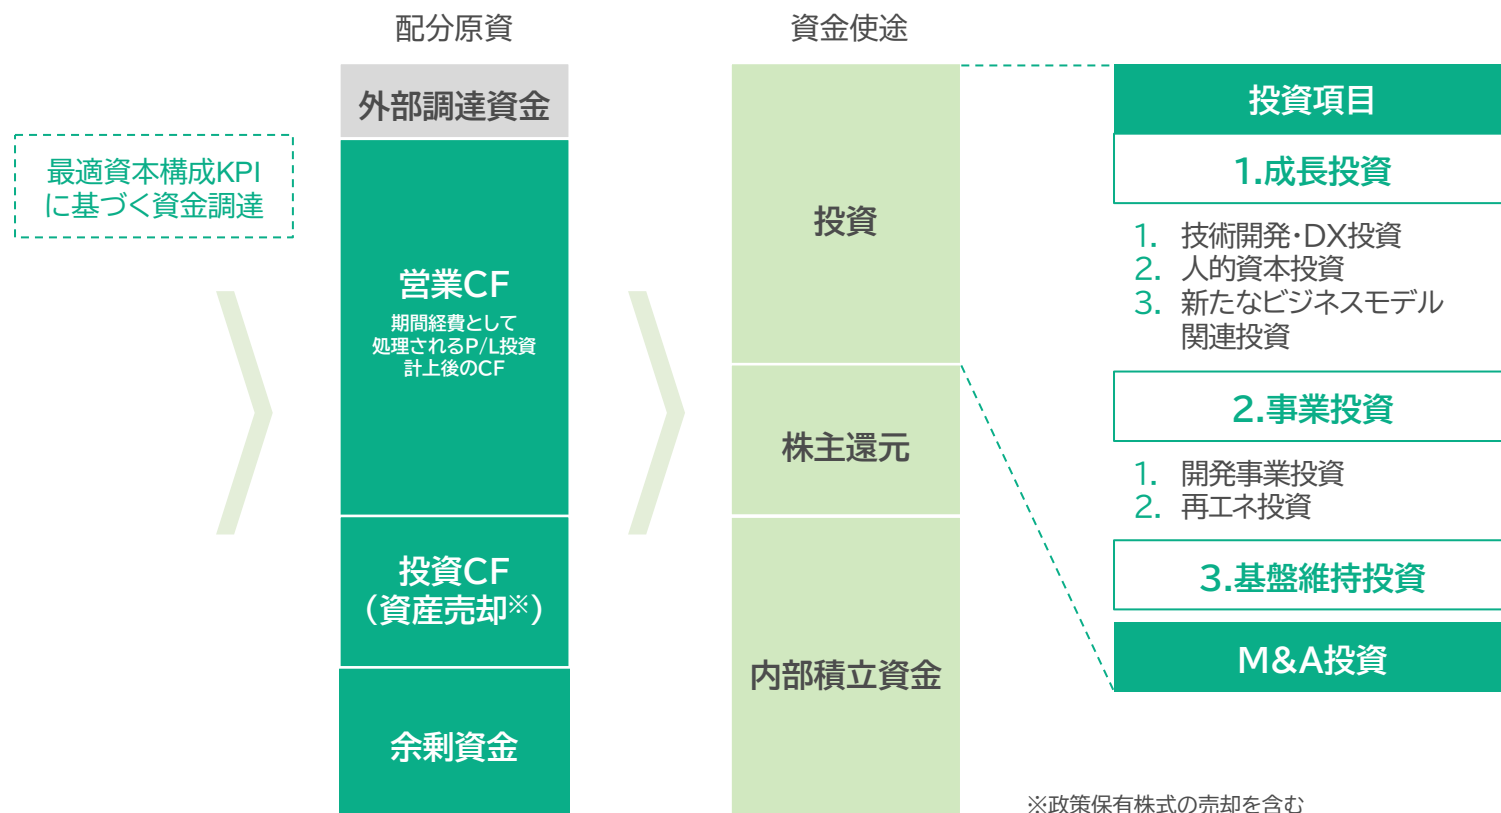 配分原資
資金使途
最適資本構成KPI
に基づく資金調達
外部調達資金
営業CF
期間経費として
処理されるP/L投資
計上後のCF
投資CF
(資産売却※)
余剰資金
投資
株主還元
内部積立資金
投資項目
1.成長投資
1. 技術開発・DX投資
2. 人的資本投資
3. 新たなビジネスモデル
関連投資
2.事業投資
1. 開発事業投資
2. 再エネ投資
3.基盤維持投資
M&A投資
※政策保有株式の売却を含む